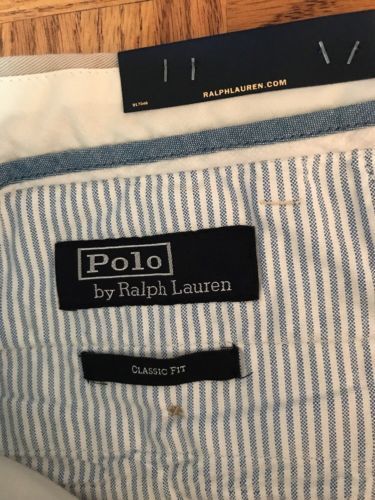 RALPHLAUREN.COM
Polo
by Ralph Lauren
CLASSIC FIT